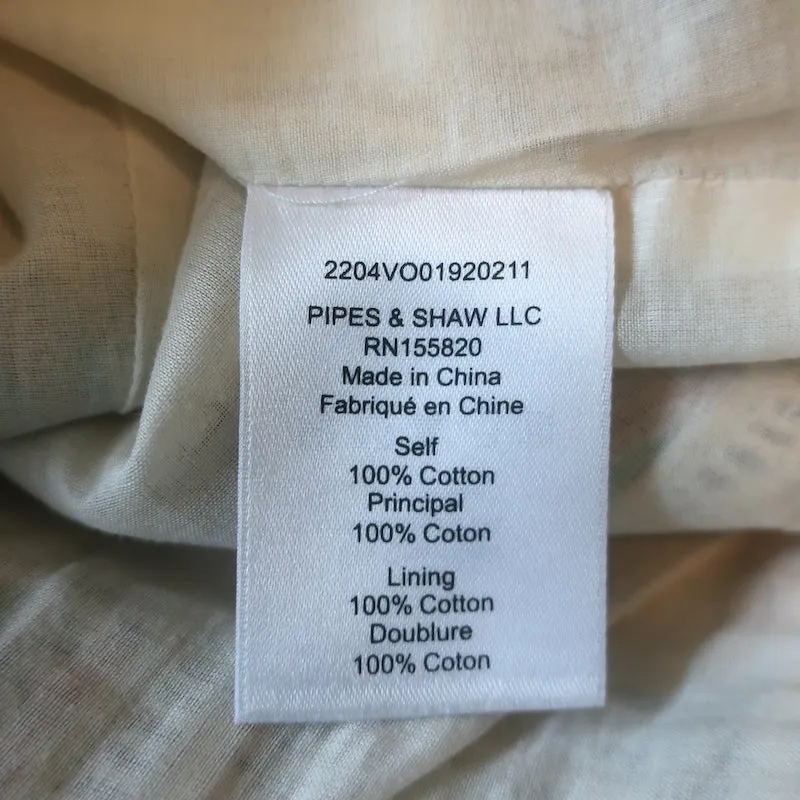 2204VO01920211
PIPES & SHAW LLC
RN155820
Made in China
Fabriqué en Chine
Self
100% Cotton
Principal
100% Coton
Lining
100% Cotton
Doublure
100% Coton